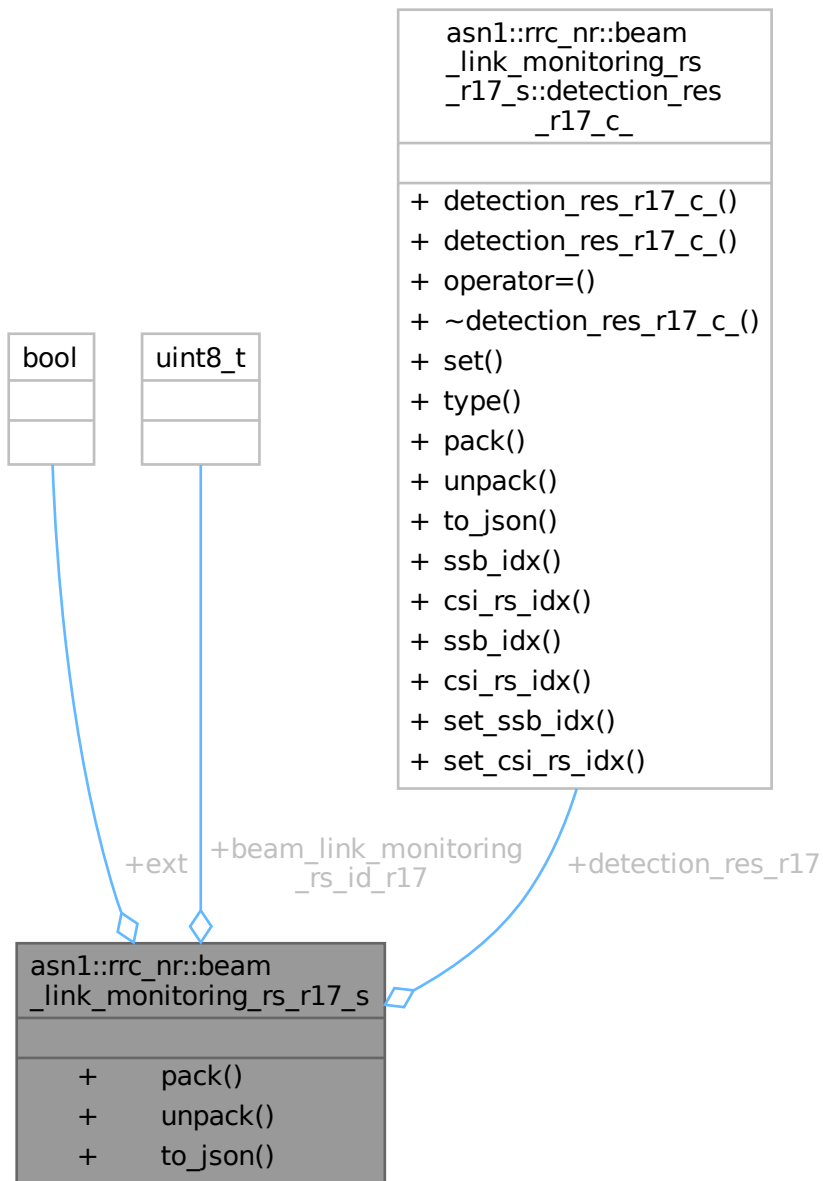 asn1::rrc_nr::beam
_link_monitoring_rs
_r17_s::detection_res
_r17_c_
+ detection_res_r17_c_()
+ detection_res_r17_c_()
+ operator=()
+ ~detection_res_r17_c_()
+ set()
+ type()
+ pack()
+ unpack()
+ to_json()
+ ssb_idx()
+ csi_rs_idx()
+ ssb_idx()
+ csi_rs_idx()
+ set_ssb_idx()
+ set_csi_rs_idx()
bool
uint8_t
+ext
+beam_link_monitoring
_rs_id_r17
+detection_res_r17
asn1::rrc_nr::beam
_link_monitoring_rs_r17_s
+ pack()
+ unpack()
+ to_json()